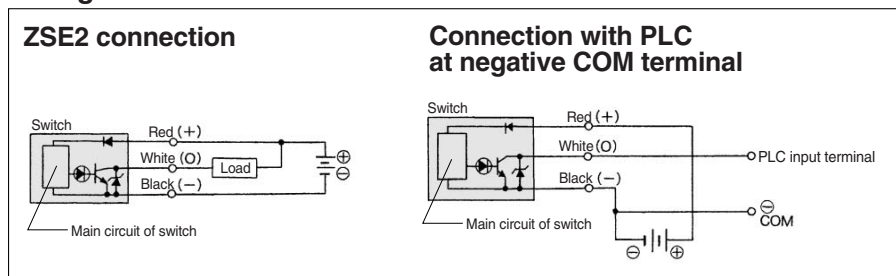 ZSE2 connection
Switch
Red (+)
White (O)
Load
⊕
⊖
Black (−)
Main circuit of switch
Connection with PLC
at negative COM terminal
Switch
Red (+)
White (O)
PLC input terminal
Black (−)
⊖
COM
Main circuit of switch
⊖ ⊕